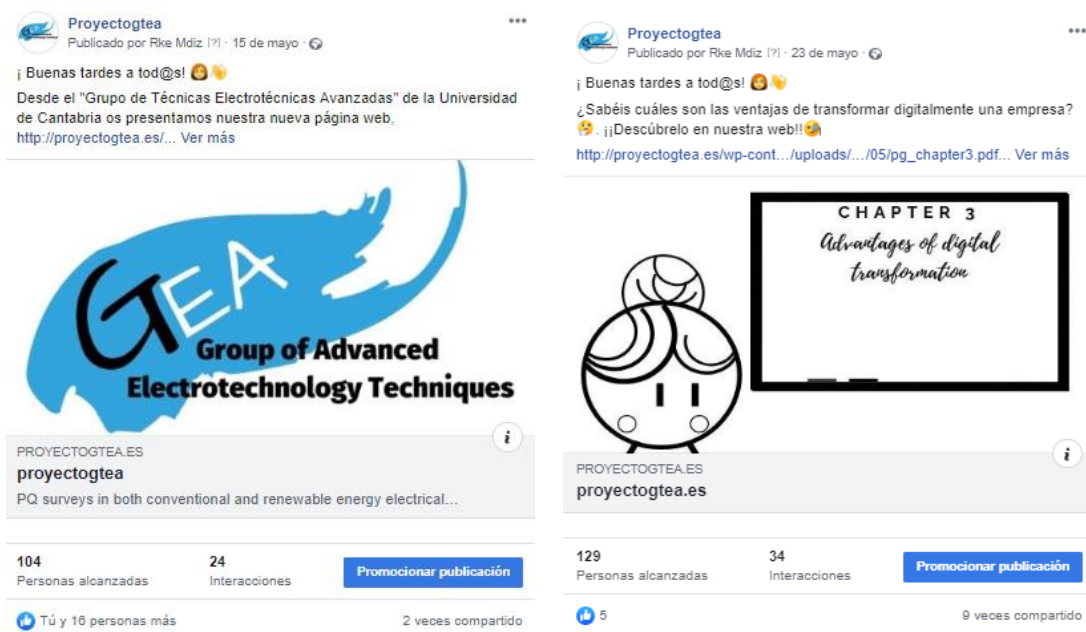 Proyectogtea
Publicado por Rke Mdiz [?] · 15 de mayo ·
¡ Buenas tardes a tod@s! 👩👋
Desde el "Grupo de Técnicas Electrotécnicas Avanzadas" de la Universidad
de Cantabria os presentamos nuestra nueva página web,
http://proyectogtea.es/... Ver más
GTEA
Group of Advanced
Electrotechnology Techniques
PROYECTOGTEA.ES
proyectogtea
PQ surveys in both conventional and renewable energy electrical...
104
Personas alcanzadas
24
Interacciones
Promocionar publicación
Tú y 16 personas más
2 veces compartido
Proyectogtea
Publicado por Rke Mdiz [?] · 23 de mayo ·
¡ Buenas tardes a tod@s! 👩👋
¿Sabéis cuáles son las ventajas de transformar digitalmente una empresa?
🤔. ¡¡Descúbrelo en nuestra web!!🧐
http://proyectogtea.es/wp-cont.../uploads/.../05/pg_chapter3.pdf... Ver más
CHAPTER 3
Advantages of digital
transformation
PROYECTOGTEA.ES
proyectogtea.es
129
Personas alcanzadas
34
Interacciones
Promocionar publicación
5
9 veces compartido